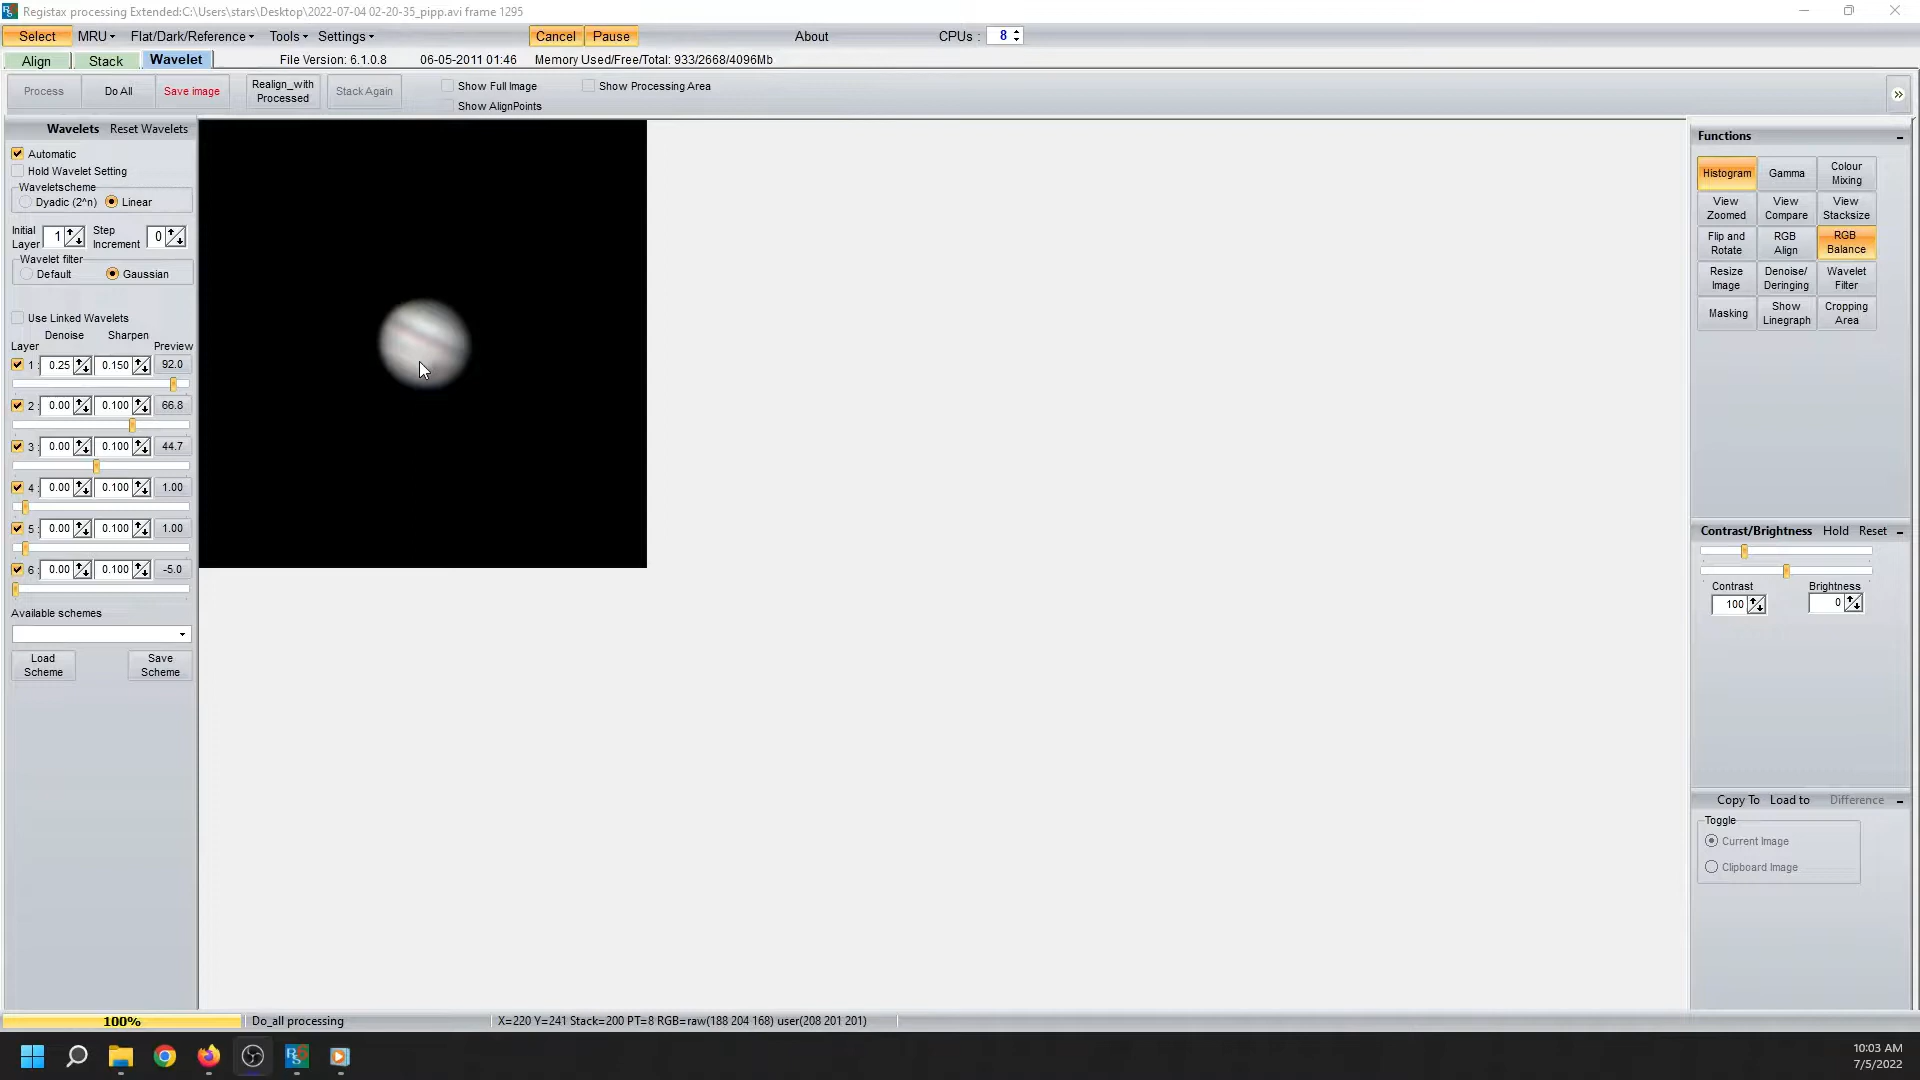 Registax processing Extended:C:\Users\stars\Desktop\2022-07-04 02-20-35_pipp.avi frame 1295
Select MRU Flat/Dark/Reference Tools Settings Cancel Pause About CPUs : 8
Align Stack Wavelet File Version: 6.1.0.8 06-05-2011 01:46 Memory Used/Free/Total: 933/2668/4096Mb
Process Do All Save image Realign_with Processed Stack Again
Show Full Image Show Processing Area
Show AlignPoints
Wavelets Reset Wavelets
Automatic
Hold Wavelet Setting
Waveletscheme
Dyadic (2^n) Linear
Initial Layer 1 Step Increment 0
Wavelet filter
Default Gaussian
Use Linked Wavelets
Denoise Sharpen
Layer Preview
1 : 0.25 0.150 92.0
2 : 0.00 0.100 66.8
3 : 0.00 0.100 44.7
4 : 0.00 0.100 1.00
5 : 0.00 0.100 1.00
6 : 0.00 0.100 -5.0
Available schemes
Load Scheme Save Scheme
Functions
Histogram Gamma Colour Mixing
View Zoomed View Compare View Stacksize
Flip and Rotate RGB Align RGB Balance
Resize Image Denoise/ Deringing Wavelet Filter
Masking Show Linegraph Cropping Area
Contrast/Brightness Hold Reset
Contrast Brightness
100 0
Copy To Load to Difference
Toggle
Current Image
Clipboard Image
100% Do_all processing X=220 Y=241 Stack=200 PT=8 RGB=raw(188 204 168) user(208 201 201)
10:03 AM
7/5/2022